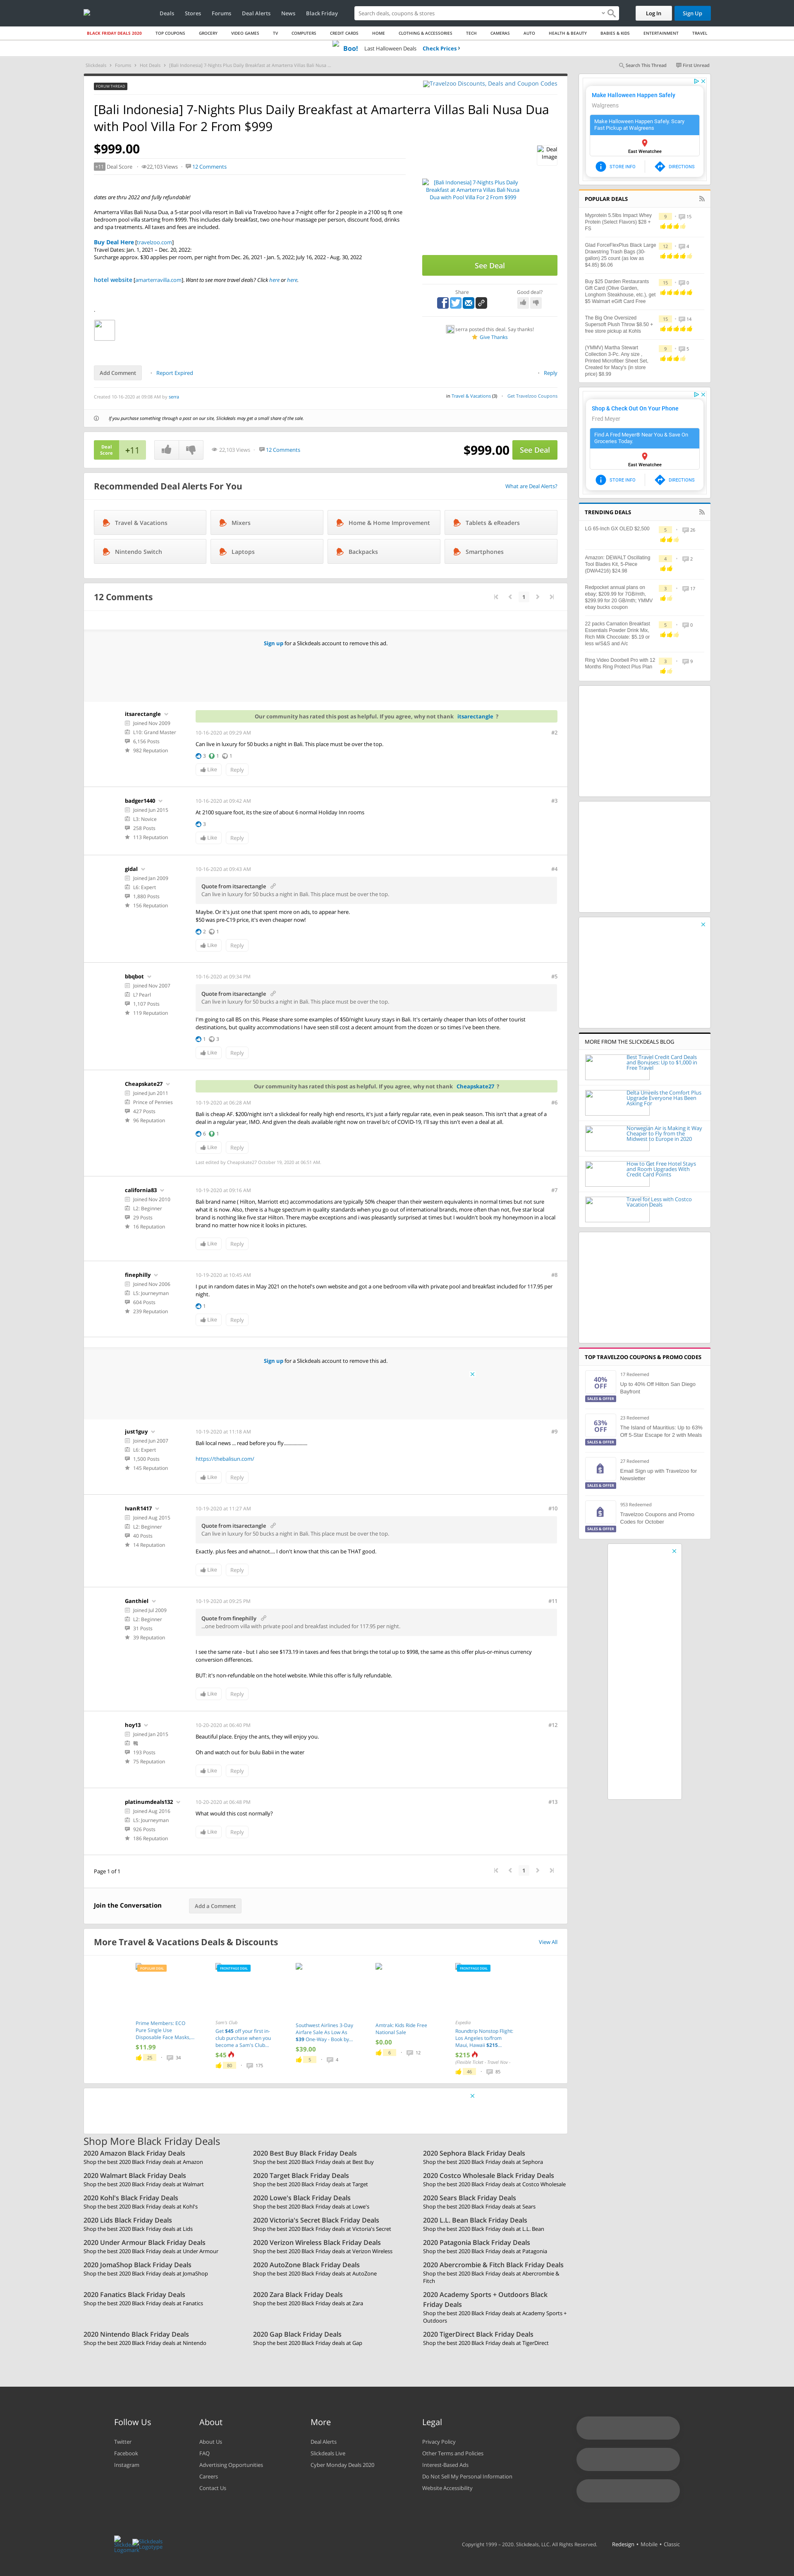 Deals Stores Forums Deal Alerts News Black Friday
Search deals, coupons & stores
Log In
Sign Up
BLACK FRIDAY DEALS 2020 TOP COUPONS GROCERY VIDEO GAMES TV COMPUTERS CREDIT CARDS HOME CLOTHING & ACCESSORIES TECH CAMERAS AUTO HEALTH & BEAUTY BABIES & KIDS ENTERTAINMENT TRAVEL
Boo! Last Halloween Deals Check Prices
Slickdeals Forums Hot Deals [Bali Indonesia] 7-Nights Plus Daily Breakfast at Amarterra Villas Bali Nusa ...
Search This Thread First Unread
FORUM THREAD
Travelzoo Discounts, Deals and Coupon Codes
[Bali Indonesia] 7-Nights Plus Daily Breakfast at Amarterra Villas Bali Nusa Dua with Pool Villa For 2 From $999
$999.00
+11 Deal Score 22,103 Views 12 Comments
Deal Image
dates are thru 2022 and fully refundable!
Amarterra Villas Bali Nusa Dua, a 5-star pool villa resort in Bali via Travelzoo has a 7-night offer for 2 people in a 2100 sq ft one bedroom pool villa starting from $999. This includes daily breakfast, two one-hour massage per person, & discounts on food and spa treatments. All taxes and fees are included.
Buy Deal Here [travelzoo.com]
Travel Dates: Jan. 1, 2021 – Dec. 20, 2022:
Surcharge approx. $30 applies per room, per night from Dec. 26, 2021 - Jan. 5, 2022; July 16, 2022 - Aug. 30, 2022
hotel website [amarterravilla.com], Want to see more travel deals? Click here or here.
.
[Bali Indonesia] 7-Nights Plus Daily Breakfast at Amarterra Villas Bali Nusa Dua with Pool Villa For 2 From $999
See Deal
Share
Good deal?
serra posted this deal. Say thanks!
Give Thanks
Add Comment Report Expired Reply
Created 10-16-2020 at 09:08 AM by serra
in Travel & Vacations (3) Get Travelzoo Coupons
If you purchase something through a post on our site, Slickdeals may get a small share of the sale.
Deal Score +11 22,103 Views 12 Comments $999.00 See Deal
Recommended Deal Alerts For You
What are Deal Alerts?
Travel & Vacations
Mixers
Home & Home Improvement
Tablets & eReaders
Nintendo Switch
Laptops
Backpacks
Smartphones
12 Comments
1
Sign up for a Slickdeals account to remove this ad.
itsarectangle
Joined Nov 2009
L10: Grand Master
6,156 Posts
982 Reputation
Our community has rated this post as helpful. If you agree, why not thank itsarectangle ?
10-16-2020 at 09:29 AM #2
Can live in luxury for 50 bucks a night in Bali. This place must be over the top.
3 1 1
Like Reply
badger1440
Joined Jun 2015
L3: Novice
258 Posts
113 Reputation
10-16-2020 at 09:42 AM #3
At 2100 square foot, its the size of about 6 normal Holiday Inn rooms
3
Like Reply
gidal
Joined Jan 2009
L6: Expert
1,880 Posts
156 Reputation
10-16-2020 at 09:43 AM #4
Quote from itsarectangle
Can live in luxury for 50 bucks a night in Bali. This place must be over the top.
Maybe. Or it's just one that spent more on ads, to appear here.
$50 was pre-C19 price, it's even cheaper now!
2 1
Like Reply
bbqbot
Joined Nov 2007
L7 Pearl
1,107 Posts
119 Reputation
10-16-2020 at 09:34 PM #5
Quote from itsarectangle
Can live in luxury for 50 bucks a night in Bali. This place must be over the top.
I'm going to call BS on this. Please share some examples of $50/night luxury stays in Bali. It's certainly cheaper than lots of other tourist destinations, but quality accommodations I have seen still cost a decent amount from the dozen or so times I've been there.
1 3
Like Reply
Cheapskate27
Joined Jun 2011
Prince of Pennies
427 Posts
96 Reputation
Our community has rated this post as helpful. If you agree, why not thank Cheapskate27 ?
10-19-2020 at 06:28 AM #6
Bali is cheap AF. $200/night isn't a slickdeal for really high end resorts, it's just a fairly regular rate, even in peak season. This isn't that a great of a deal in a regular year, IMO. And given the deals available right now on travel b/c of COVID-19, I'll say this isn't even a deal at all.
6 1
Like Reply
Last edited by Cheapskate27 October 19, 2020 at 06:31 AM.
california83
Joined Nov 2010
L2: Beginner
29 Posts
16 Reputation
10-19-2020 at 09:16 AM #7
Bali brand name ( Hilton, Marriott etc) accommodations are typically 50% cheaper than their western equivalents in normal times but not sure what it is now. Also, there is a huge spread in quality between brand name and local non brand names(as long as youre okay roughing it out, more often than not, five star local brand is nothing like five star Hilton. There maybe exceptions and i was pleasantly surprised at times but I wouldn't book my honeymoon in local brand no matter how nice it looks in pictures.
Like Reply
finephilly
Joined Nov 2006
L5: Journeyman
604 Posts
239 Reputation
10-19-2020 at 10:45 AM #8
I put in random dates in May 2021 on the hotel's own website and got a one bedroom villa with private pool and breakfast included for 117.95 per night.
1
Like Reply
Sign up for a Slickdeals account to remove this ad.
just1guy
Joined Jun 2007
L6: Expert
1,500 Posts
145 Reputation
10-19-2020 at 11:18 AM #9
Bali local news ... read before you fly..................
https://thebalisun.com/
Like Reply
IvanR1417
Joined Aug 2015
L2: Beginner
40 Posts
14 Reputation
10-19-2020 at 11:27 AM #10
Quote from itsarectangle
Can live in luxury for 50 bucks a night in Bali. This place must be over the top.
Exactly. plus fees and whatnot.... I don't know that this can be THAT good.
Like Reply
Ganthiel
Joined Jul 2009
L2: Beginner
31 Posts
39 Reputation
10-19-2020 at 09:25 PM #11
Quote from finephilly
...one bedroom villa with private pool and breakfast included for 117.95 per night.
I see the same rate - but I also see $173.19 in taxes and fees that brings the total up to $998, the same as this offer plus-or-minus currency conversion differences.
BUT: it's non-refundable on the hotel website. While this offer is fully refundable.
Like Reply
hoy13
Joined Jan 2015
193 Posts
75 Reputation
10-20-2020 at 06:40 PM #12
Beautiful place. Enjoy the ants, they will enjoy you.
Oh and watch out for bulu Babii in the water
Like Reply
platinumdeals132
Joined Aug 2016
L5: Journeyman
926 Posts
186 Reputation
10-20-2020 at 06:48 PM #13
What would this cost normally?
Like Reply
Page 1 of 1
1
Join the Conversation Add a Comment
More Travel & Vacations Deals & Discounts
View All
Prime Members: ECO Pure Single Use Disposable Face Masks,...
$11.99
25 34
FRONTPAGE DEAL
Sam's Club
Get $45 off your first in-club purchase when you become a Sam's Club...
$45
80 175
Southwest Airlines 3-Day Airfare Sale As Low As $39 One-Way - Book by...
$39.00
5 4
Amtrak: Kids Ride Free National Sale
$0.00
6 12
FRONTPAGE DEAL
Expedia
Roundtrip Nonstop Flight: Los Angeles to/from Maui, Hawaii $215...
$215
46 85
Shop More Black Friday Deals
2020 Amazon Black Friday Deals
Shop the best 2020 Black Friday deals at Amazon
2020 Best Buy Black Friday Deals
Shop the best 2020 Black Friday deals at Best Buy
2020 Sephora Black Friday Deals
Shop the best 2020 Black Friday deals at Sephora
2020 Walmart Black Friday Deals
Shop the best 2020 Black Friday deals at Walmart
2020 Target Black Friday Deals
Shop the best 2020 Black Friday deals at Target
2020 Costco Wholesale Black Friday Deals
Shop the best 2020 Black Friday deals at Costco Wholesale
2020 Kohl's Black Friday Deals
Shop the best 2020 Black Friday deals at Kohl's
2020 Lowe's Black Friday Deals
Shop the best 2020 Black Friday deals at Lowe's
2020 Sears Black Friday Deals
Shop the best 2020 Black Friday deals at Sears
2020 Lids Black Friday Deals
Shop the best 2020 Black Friday deals at Lids
2020 Victoria's Secret Black Friday Deals
Shop the best 2020 Black Friday deals at Victoria's Secret
2020 L.L. Bean Black Friday Deals
Shop the best 2020 Black Friday deals at L.L. Bean
2020 Under Armour Black Friday Deals
Shop the best 2020 Black Friday deals at Under Armour
2020 Verizon Wireless Black Friday Deals
Shop the best 2020 Black Friday deals at Verizon Wireless
2020 Patagonia Black Friday Deals
Shop the best 2020 Black Friday deals at Patagonia
2020 JomaShop Black Friday Deals
Shop the best 2020 Black Friday deals at JomaShop
2020 AutoZone Black Friday Deals
Shop the best 2020 Black Friday deals at AutoZone
2020 Abercrombie & Fitch Black Friday Deals
Shop the best 2020 Black Friday deals at Abercrombie & Fitch
2020 Fanatics Black Friday Deals
Shop the best 2020 Black Friday deals at Fanatics
2020 Zara Black Friday Deals
Shop the best 2020 Black Friday deals at Zara
2020 Academy Sports + Outdoors Black Friday Deals
Shop the best 2020 Black Friday deals at Academy Sports + Outdoors
2020 Nintendo Black Friday Deals
Shop the best 2020 Black Friday deals at Nintendo
2020 Gap Black Friday Deals
Shop the best 2020 Black Friday deals at Gap
2020 TigerDirect Black Friday Deals
Shop the best 2020 Black Friday deals at TigerDirect
Make Halloween Happen Safely
Walgreens
Make Halloween Happen Safely. Scary Fast Pickup at Walgreens
East Wenatchee
STORE INFO DIRECTIONS
POPULAR DEALS
Myprotein 5.5lbs Impact Whey Protein (Select Flavors) $28 + FS
9 15
Glad ForceFlexPlus Black Large Drawstring Trash Bags (30-gallon) 25 count (as low as $4.85) $6.06
12 4
Buy $25 Darden Restaurants Gift Card (Olive Garden, Longhorn Steakhouse, etc.), get $5 Walmart eGift Card Free
15 0
The Big One Oversized Supersoft Plush Throw $8.50 + free store pickup at Kohls
15 14
(YMMV) Martha Stewart Collection 3-Pc. Any size , Printed Microfiber Sheet Set, Created for Macy's (in store price) $9.99
9 5
Shop & Check Out On Your Phone
Fred Meyer
Find A Fred Meyer® Near You & Save On Groceries Today.
East Wenatchee
STORE INFO DIRECTIONS
TRENDING DEALS
LG 65-inch GX OLED $2,500
5 26
Amazon: DEWALT Oscillating Tool Blades Kit, 5-Piece (DWA4216) $24.98
4 2
Redpocket annual plans on ebay; $209.99 for 7GB/mth, $299.99 for 20 GB/mth; YMMV ebay bucks coupon
3 17
22 packs Carnation Breakfast Essentials Powder Drink Mix, Rich Milk Chocolate. $5.19 or less w/S&S and Art.
5 0
Ring Video Doorbell Pro with 12 Months Ring Protect Plus Plan
3 9
MORE FROM THE SLICKDEALS BLOG
Best Travel Credit Card Deals and Bonuses: Up to $1,000 in Free Travel
Delta Unveils the Comfort Plus Upgrade Everyone Has Been Asking For
Norwegian Air is Making it Way Cheaper to Fly from the Midwest to Europe in 2020
How to Get Free Hotel Stays and Room Upgrades With Credit Card Points
Travel for Less with Costco Vacation Deals
TOP TRAVELZOO COUPONS & PROMO CODES
40% OFF
SALES & OFFER
17 Redeemed
Up to 40% Off Hilton San Diego Bayfront
63% OFF
SALES & OFFER
23 Redeemed
The Island of Mauritius: Up to 63% Off 5-Star Escape for 2 with Meals
SALES & OFFER
27 Redeemed
Email Sign up with Travelzoo for Newsletter
SALES & OFFER
953 Redeemed
Travelzoo Coupons and Promo Codes for October
Follow Us
Twitter
Facebook
Instagram
About
About Us
FAQ
Advertising Opportunities
Careers
Contact Us
More
Deal Alerts
Slickdeals Live
Cyber Monday Deals 2020
Legal
Privacy Policy
Other Terms and Policies
Interest-Based Ads
Do Not Sell My Personal Information
Website Accessibility
Copyright 1999 – 2020. Slickdeals, LLC. All Rights Reserved. Redesign • Mobile • Classic